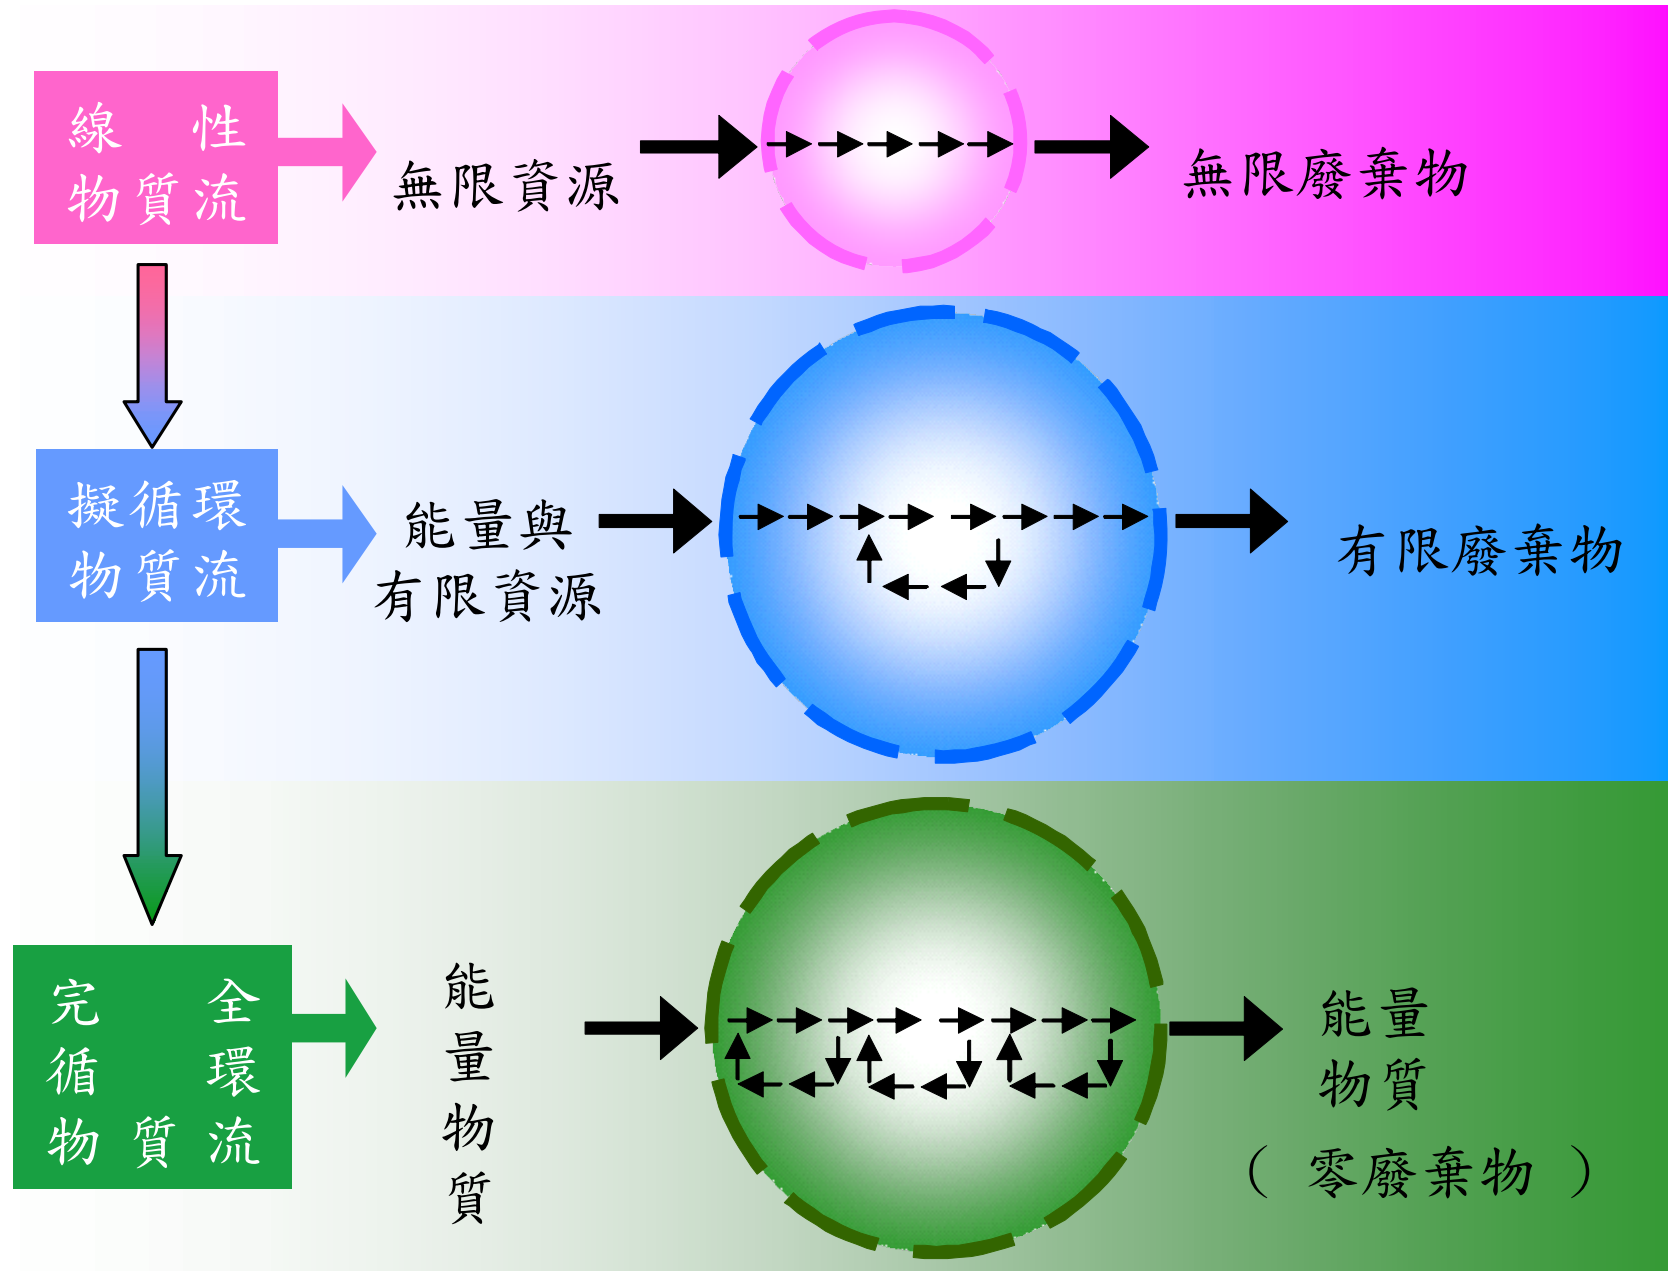 線性
物質流
無限資源
無限廢棄物
擬循環
物質流
能量與
有限資源
有限廢棄物
完全
循環
物質流
能
量
物
質
能量
物質
（零廢棄物）